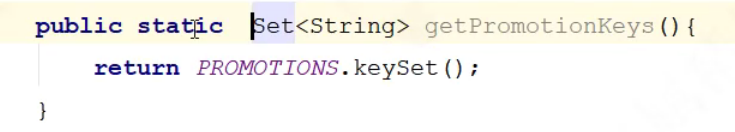 public static  Set<String> getPromotionKeys(){
    return PROMOTIONS.keySet();
}